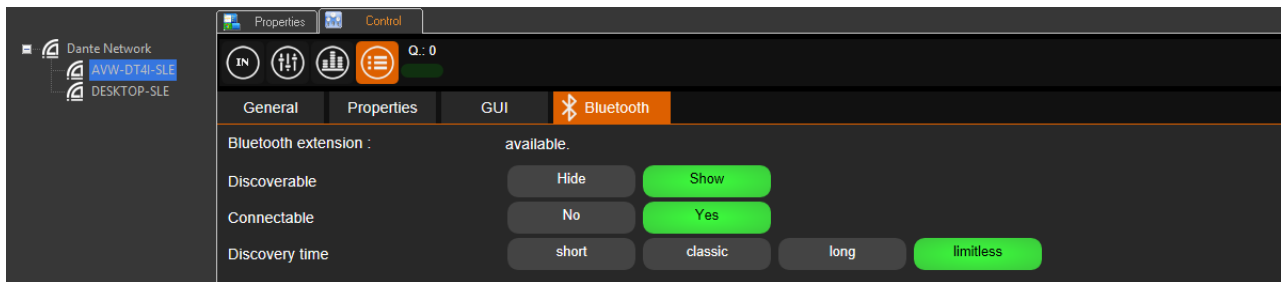 Properties Control
Dante Network
AVW-DT4I-SLE
DESKTOP-SLE
IN Q.: 0
General Properties GUI Bluetooth
Bluetooth extension : available.
Discoverable Hide Show
Connectable No Yes
Discovery time short classic long limitless